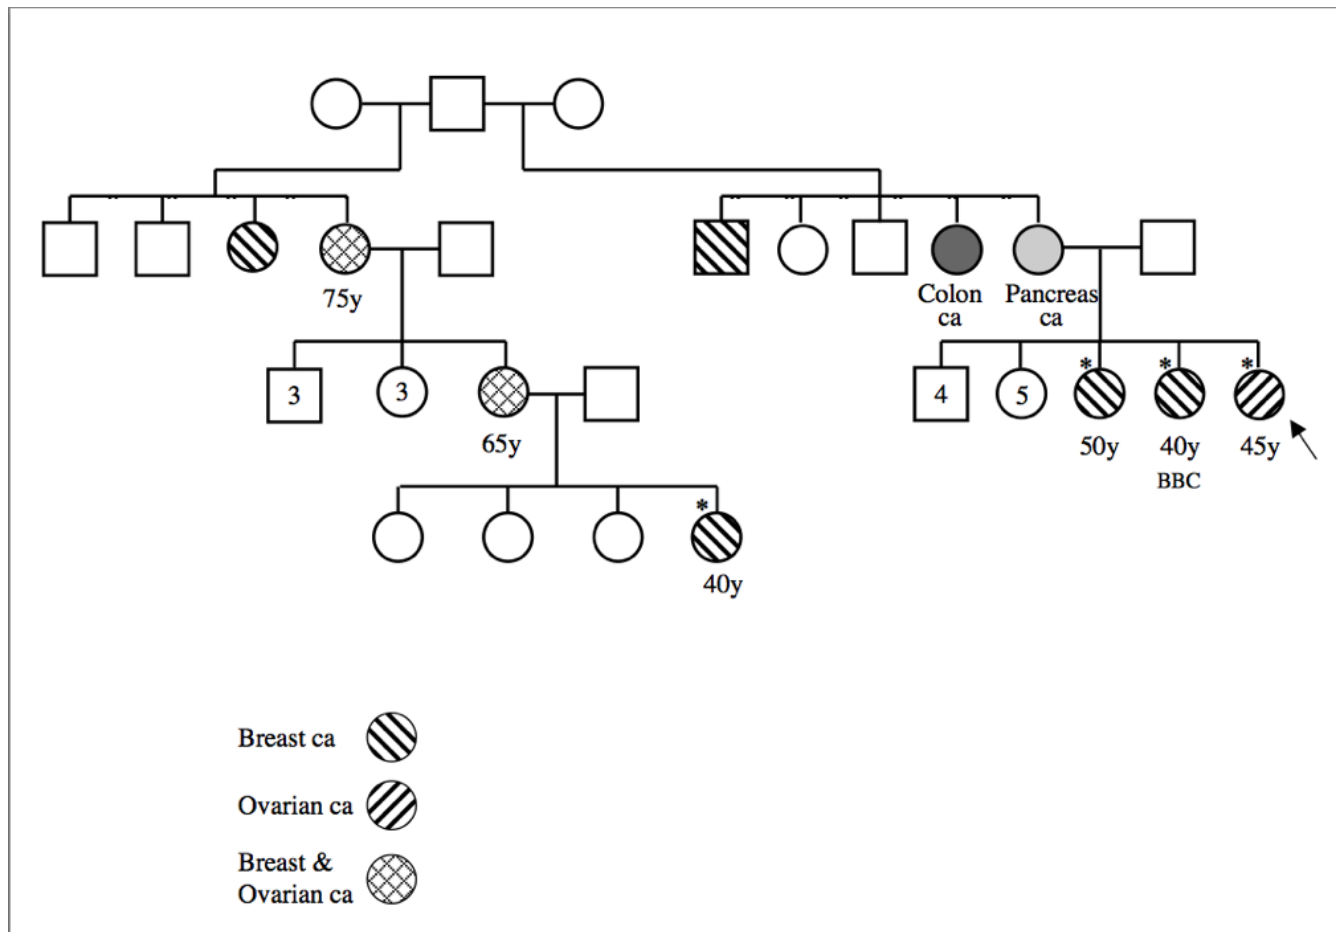 75y
Colon
ca
Pancreas
ca
3
3
65y
4
5
*
*
*
50y
40y
45y
BBC
*
40y
Breast ca
Ovarian ca
Breast &
Ovarian ca